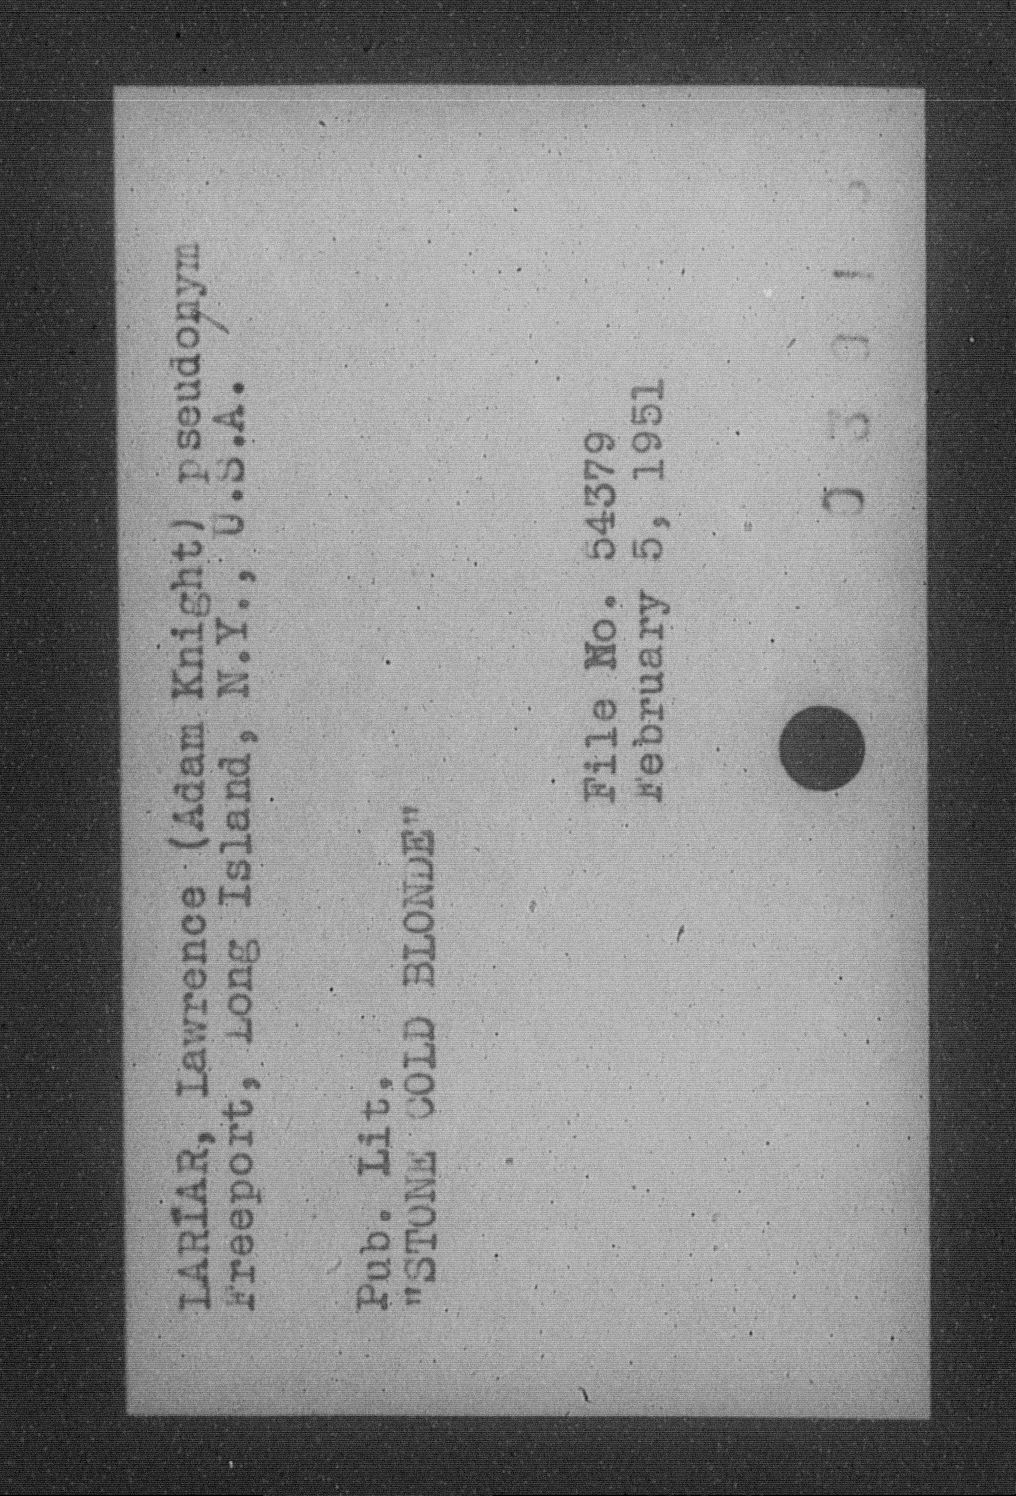 LARIAR, Lawrence (Adam Knight) pseudonym
Freeport, Long Island, N.Y., U.S.A.
Pub. Lit,
"STONE COLD BLONDE"
File No. 54379
February 5, 1951